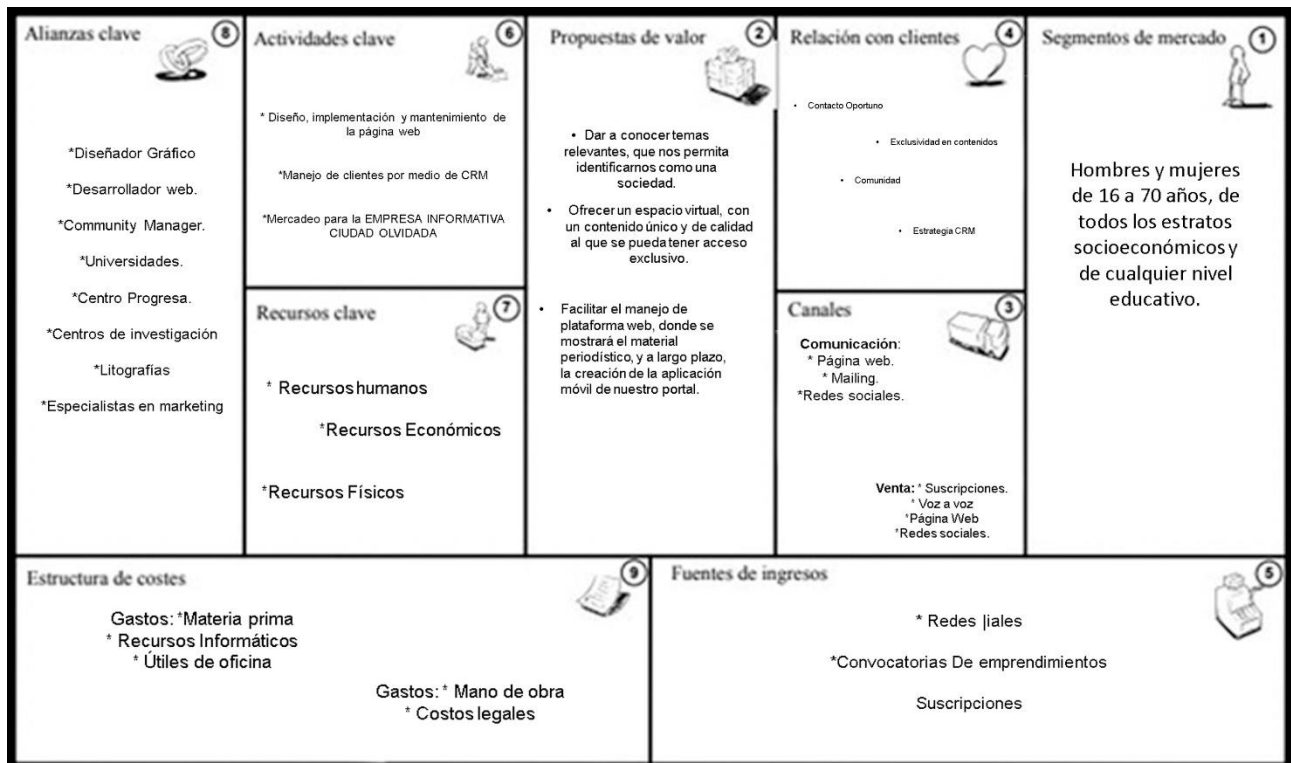 Alianzas clave
8
*Diseñador Gráfico
*Desarrollador web.
*Community Manager.
*Universidades.
*Centro Progresa.
*Centros de investigación
*Litografías
*Especialistas en marketing
Actividades clave
6
* Diseño, implementación y mantenimiento de
la página web
*Manejo de clientes por medio de CRM
*Mercadeo para la EMPRESA INFORMATIVA
CIUDAD OLVIDADA
Recursos clave
7
* Recursos humanos
*Recursos Económicos
*Recursos Físicos
Propuestas de valor
2
• Dar a conocer temas
relevantes, que nos permita
identificarnos como una
sociedad.
• Ofrecer un espacio virtual, con
un contenido único y de calidad
al que se pueda tener acceso
exclusivo.
• Facilitar el manejo de
plataforma web, donde se
mostrará el material
periodístico, y a largo plazo,
la creación de la aplicación
móvil de nuestro portal.
Relación con clientes
4
• Contacto Oportuno
• Exclusividad en contenidos
• Comunidad
• Estrategia CRM
Canales
3
Comunicación:
* Página web.
* Mailing.
*Redes sociales.
Venta: * Suscripciones.
* Voz a voz
*Página Web
*Redes sociales.
Segmentos de mercado
1
Hombres y mujeres
de 16 a 70 años, de
todos los estratos
socioeconómicos y
de cualquier nivel
educativo.
Estructura de costes
9
Gastos: *Materia prima
* Recursos Informáticos
* Útiles de oficina
Gastos: * Mano de obra
* Costos legales
Fuentes de ingresos
5
* Redes |iales
*Convocatorias De emprendimientos
Suscripciones